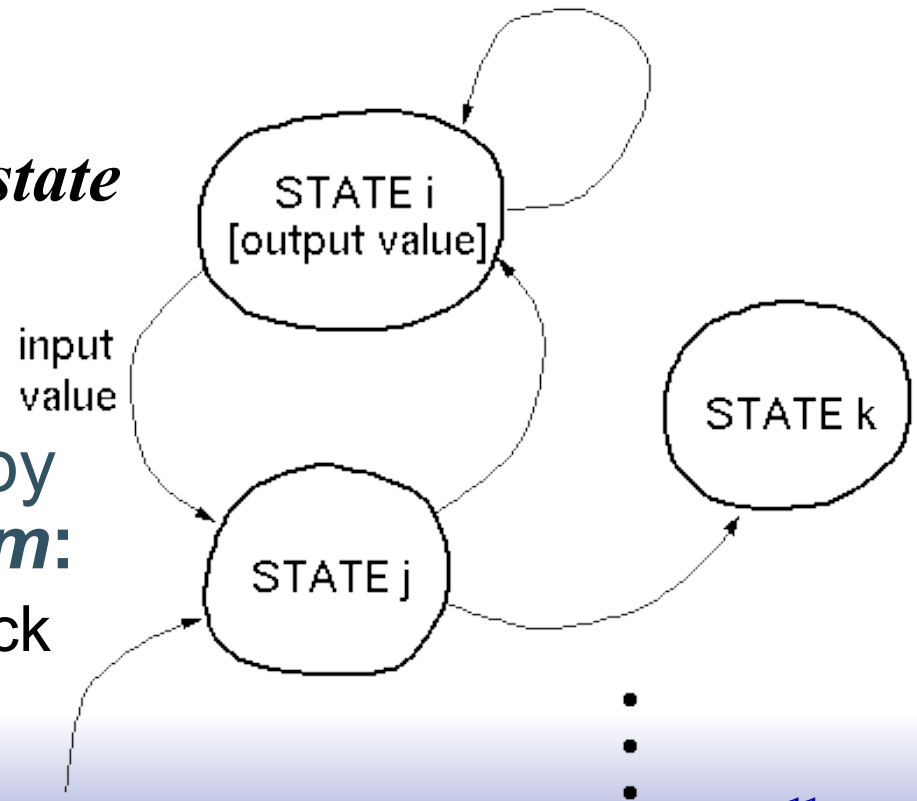 state
STATE i
[output value]
input
value
STATE k
by
m:
STATE j
ck